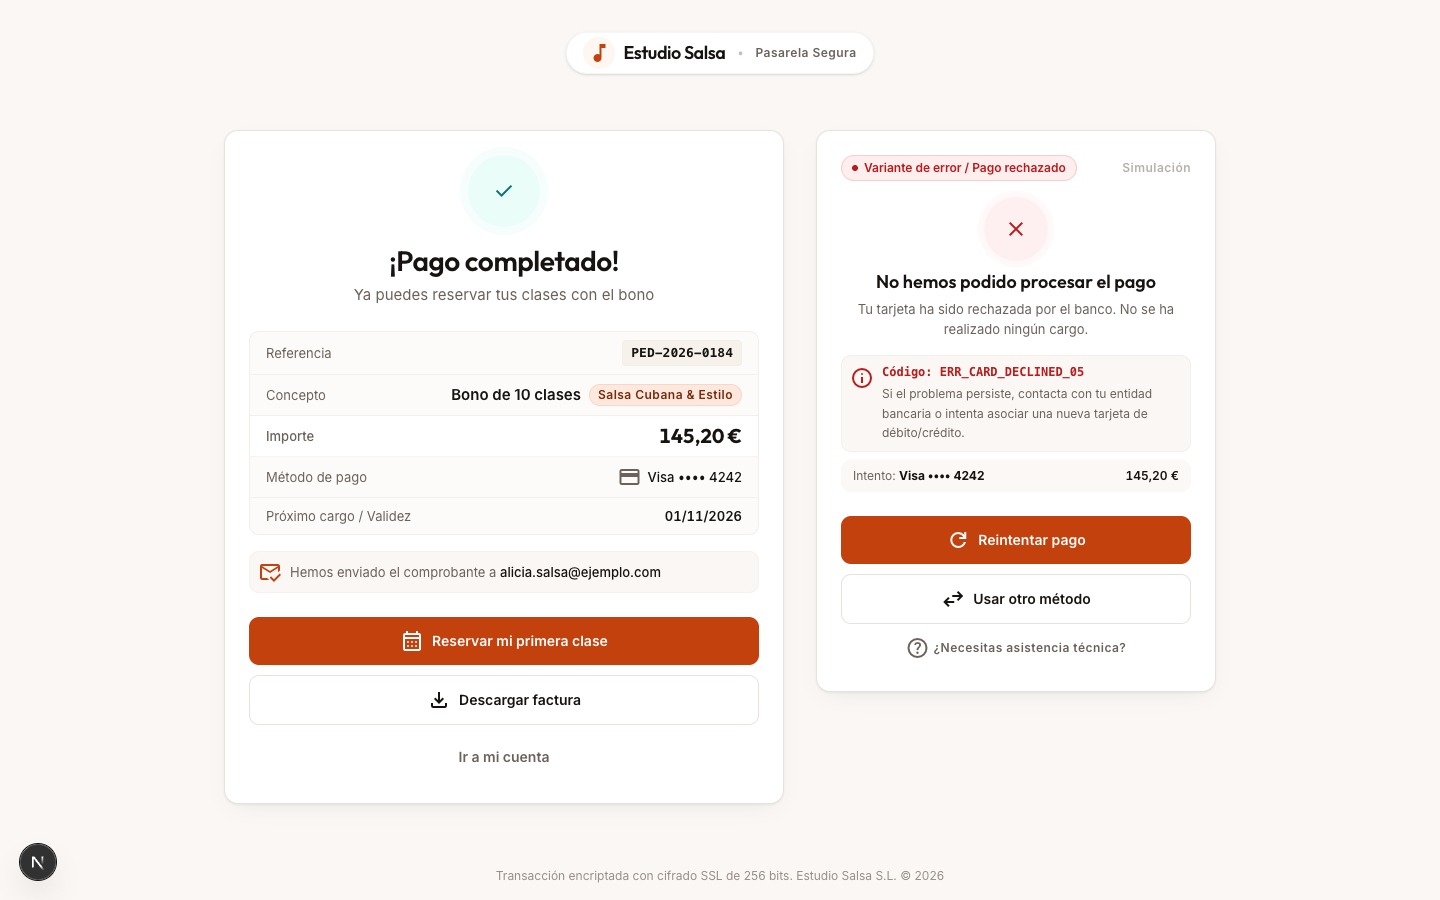 Estudio Salsa • Pasarela Segura
¡Pago completado!
Ya puedes reservar tus clases con el bono
Referencia PED-2026-0184
Concepto Bono de 10 clases Salsa Cubana & Estilo
Importe 145,20 €
Método de pago Visa •••• 4242
Próximo cargo / Validez 01/11/2026
Hemos enviado el comprobante a alicia.salsa@ejemplo.com
Reservar mi primera clase
Descargar factura
Ir a mi cuenta
Variante de error / Pago rechazado Simulación
No hemos podido procesar el pago
Tu tarjeta ha sido rechazada por el banco. No se ha
realizado ningún cargo.
Código: ERR_CARD_DECLINED_05
Si el problema persiste, contacta con tu entidad
bancaria o intenta asociar una nueva tarjeta de
débito/crédito.
Intento: Visa •••• 4242 145,20 €
Reintentar pago
Usar otro método
¿Necesitas asistencia técnica?
N
Transacción encriptada con cifrado SSL de 256 bits. Estudio Salsa S.L. © 2026